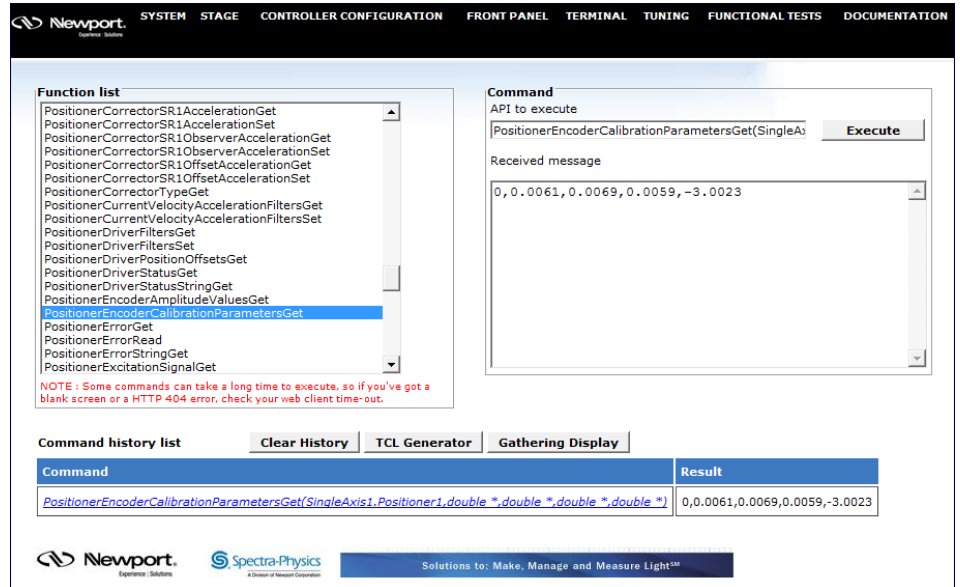 Newport.
Experience | Solutions
SYSTEM STAGE CONTROLLER CONFIGURATION FRONT PANEL TERMINAL TUNING FUNCTIONAL TESTS DOCUMENTATION
Function list
PositionerCorrectorSR1AccelerationGet
PositionerCorrectorSR1AccelerationSet
PositionerCorrectorSR1ObserverAccelerationGet
PositionerCorrectorSR1ObserverAccelerationSet
PositionerCorrectorSR1OffsetAccelerationGet
PositionerCorrectorSR1OffsetAccelerationSet
PositionerCorrectorTypeGet
PositionerCurrentVelocityAccelerationFiltersGet
PositionerCurrentVelocityAccelerationFiltersSet
PositionerDriverFiltersGet
PositionerDriverFiltersSet
PositionerDriverPositionOffsetsGet
PositionerDriverStatusGet
PositionerDriverStatusStringGet
PositionerEncoderAmplitudeValuesGet
PositionerEncoderCalibrationParametersGet
PositionerErrorGet
PositionerErrorRead
PositionerErrorStringGet
PositionerExcitationSignalGet
NOTE : Some commands can take a long time to execute, so if you've got a
blank screen or a HTTP 404 error, check your web client time-out.
Command
API to execute
PositionerEncoderCalibrationParametersGet(SingleAx
Execute
Received message
0,0.0061,0.0069,0.0059,-3.0023
Command history list
Clear History TCL Generator Gathering Display
Command Result
PositionerEncoderCalibrationParametersGet(SingleAxis1.Positioner1,double *,double *,double *,double *) 0,0.0061,0.0069,0.0059,-3.0023
Newport.
Experience | Solutions
Spectra-Physics
A Division of Newport Corporation
Solutions to: Make, Manage and Measure Light℠